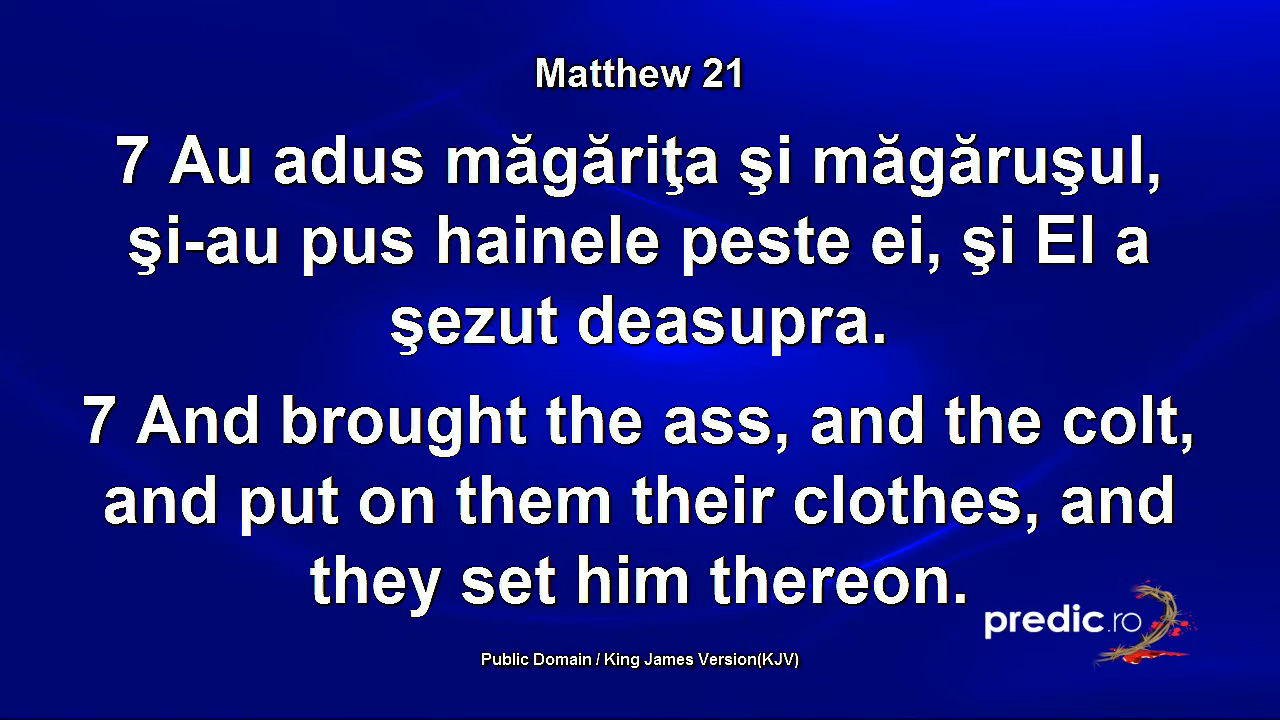 Matthew 21
7 Au adus măgăriţa şi măgăruşul,
şi-au pus hainele peste ei, şi El a
şezut deasupra.
7 And brought the ass, and the colt,
and put on them their clothes, and
they set him thereon.
predic.ro
Public Domain / King James Version(KJV)